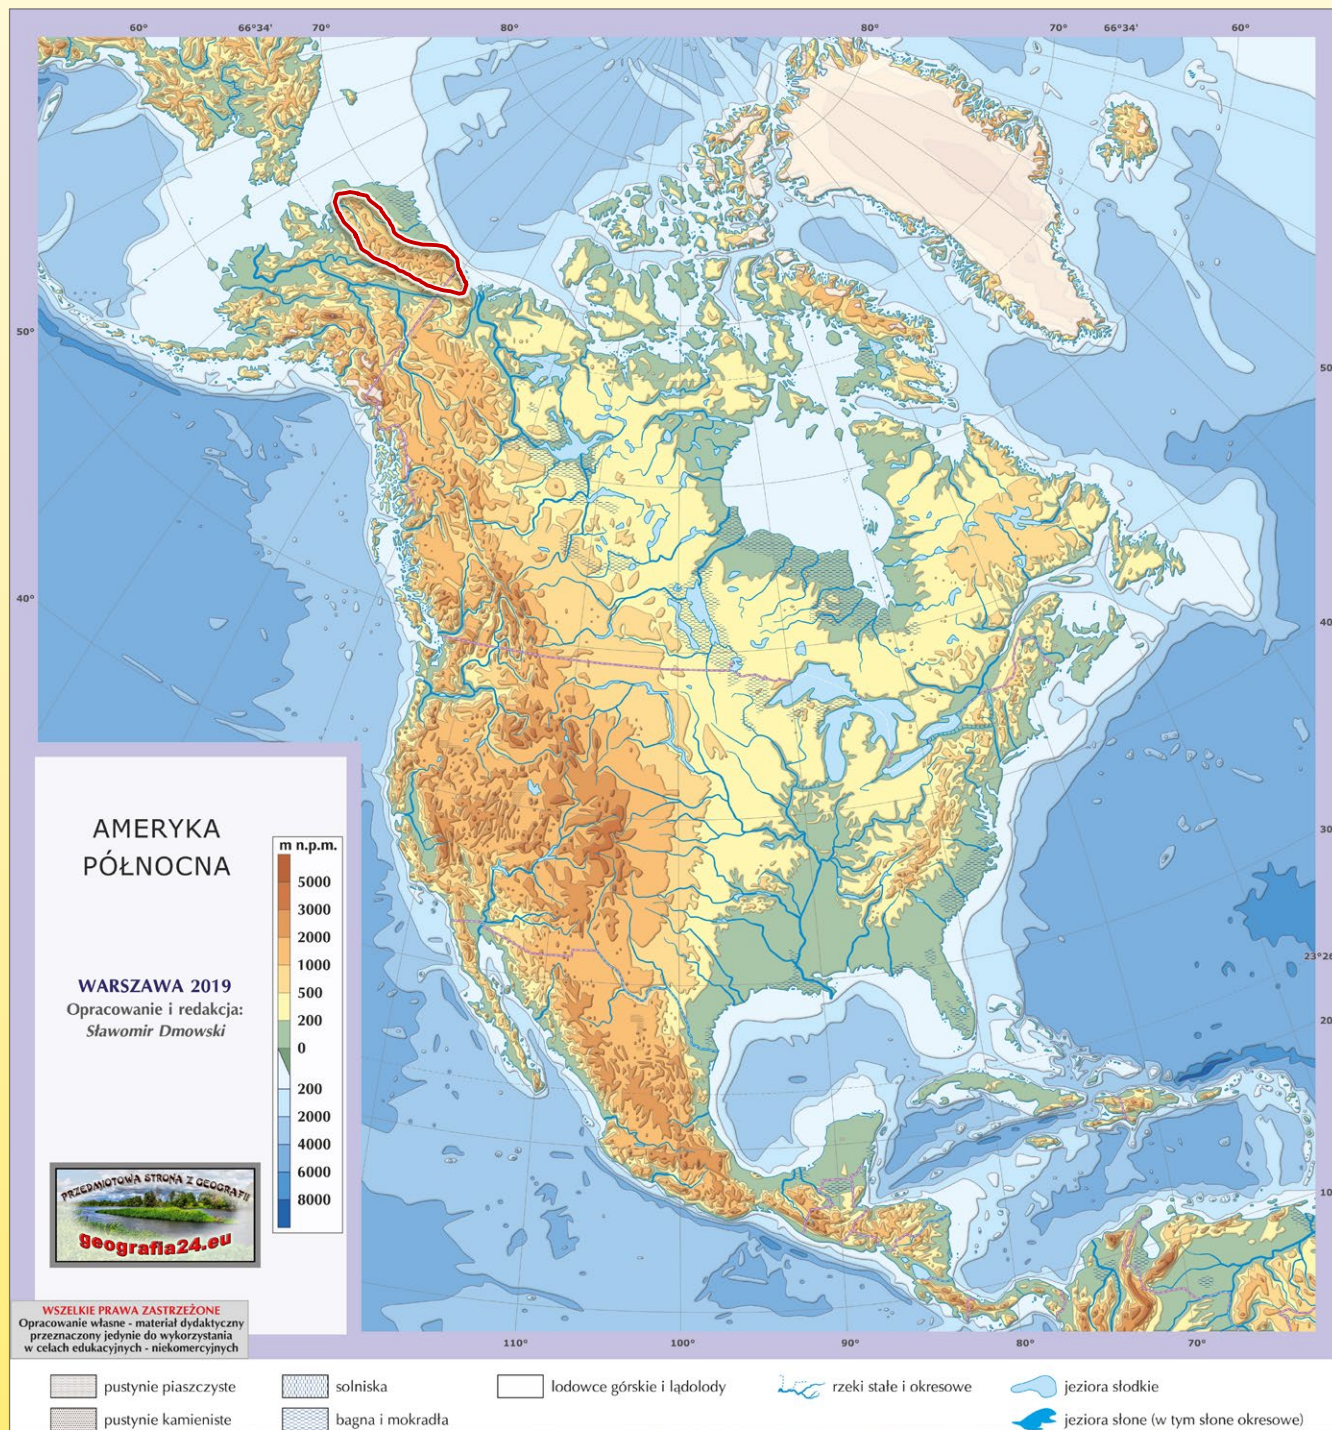 60° 66°34' 70° 80° 80° 70° 66°34' 60°
50°
50
40°
40
30
23°26
20
10
AMERYKA
PÓŁNOCNA
WARSZAWA 2019
Opracowanie i redakcja:
Sławomir Dmowski
m n.p.m.
5000
3000
2000
1000
500
200
0
200
2000
4000
6000
8000
PRZEDMIOTOWA STRONA Z GEOGRAFII
geografia24.eu
WSZELKIE PRAWA ZASTRZEŻONE
Opracowanie własne - materiał dydaktyczny
przeznaczony jedynie do wykorzystania
w celach edukacyjnych - niekomercyjnych
110° 100° 90° 80° 70°
pustynie piaszczyste solniska lodowce górskie i lądolody rzeki stałe i okresowe jeziora słodkie
pustynie kamieniste bagna i mokradła jeziora słone (w tym słone okresowe)